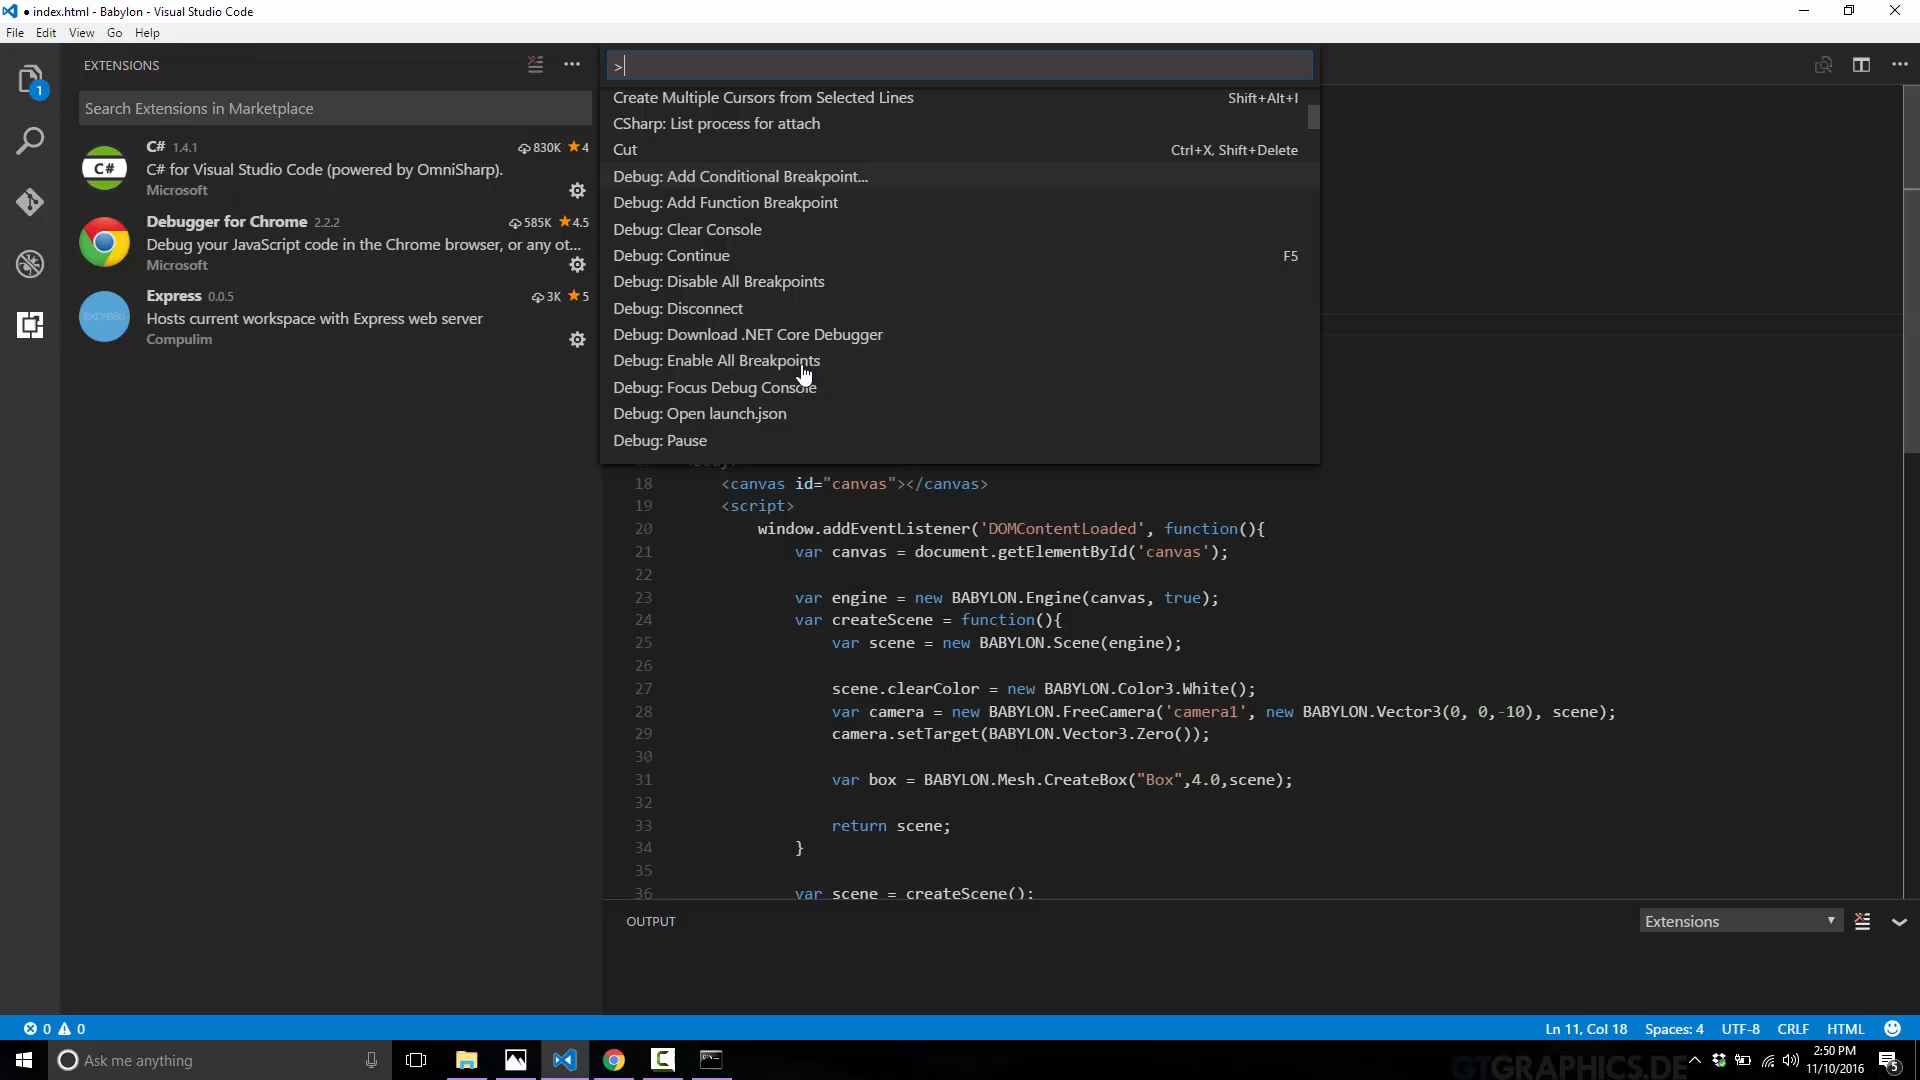 ● index.html - Babylon - Visual Studio Code
File Edit View Go Help
EXTENSIONS
Search Extensions in Marketplace
1
C# C# 1.4.1 830K ★4
C# for Visual Studio Code (powered by OmniSharp).
Microsoft
Debugger for Chrome 2.2.2 585K ★4.5
Debug your JavaScript code in the Chrome browser, or any ot...
Microsoft
express Express 0.0.5 3K ★5
Hosts current workspace with Express web server
Compulim
>
Create Multiple Cursors from Selected Lines Shift+Alt+I
CSharp: List process for attach
Cut Ctrl+X, Shift+Delete
Debug: Add Conditional Breakpoint...
Debug: Add Function Breakpoint
Debug: Clear Console
Debug: Continue F5
Debug: Disable All Breakpoints
Debug: Disconnect
Debug: Download .NET Core Debugger
Debug: Enable All Breakpoints
Debug: Focus Debug Console
Debug: Open launch.json
Debug: Pause
18 <canvas id="canvas"></canvas>
19 <script>
20 window.addEventListener('DOMContentLoaded', function(){
21 var canvas = document.getElementById('canvas');
22
23 var engine = new BABYLON.Engine(canvas, true);
24 var createScene = function(){
25 var scene = new BABYLON.Scene(engine);
26
27 scene.clearColor = new BABYLON.Color3.White();
28 var camera = new BABYLON.FreeCamera('camera1', new BABYLON.Vector3(0, 0,-10), scene);
29 camera.setTarget(BABYLON.Vector3.Zero());
30
31 var box = BABYLON.Mesh.CreateBox("Box",4.0,scene);
32
33 return scene;
34 }
35
36 var scene = createScene();
OUTPUT
Extensions
0 0
Ln 11, Col 18 Spaces: 4 UTF-8 CRLF HTML
Ask me anything
GTGRAPHICS.DE
2:50 PM
11/10/2016
5